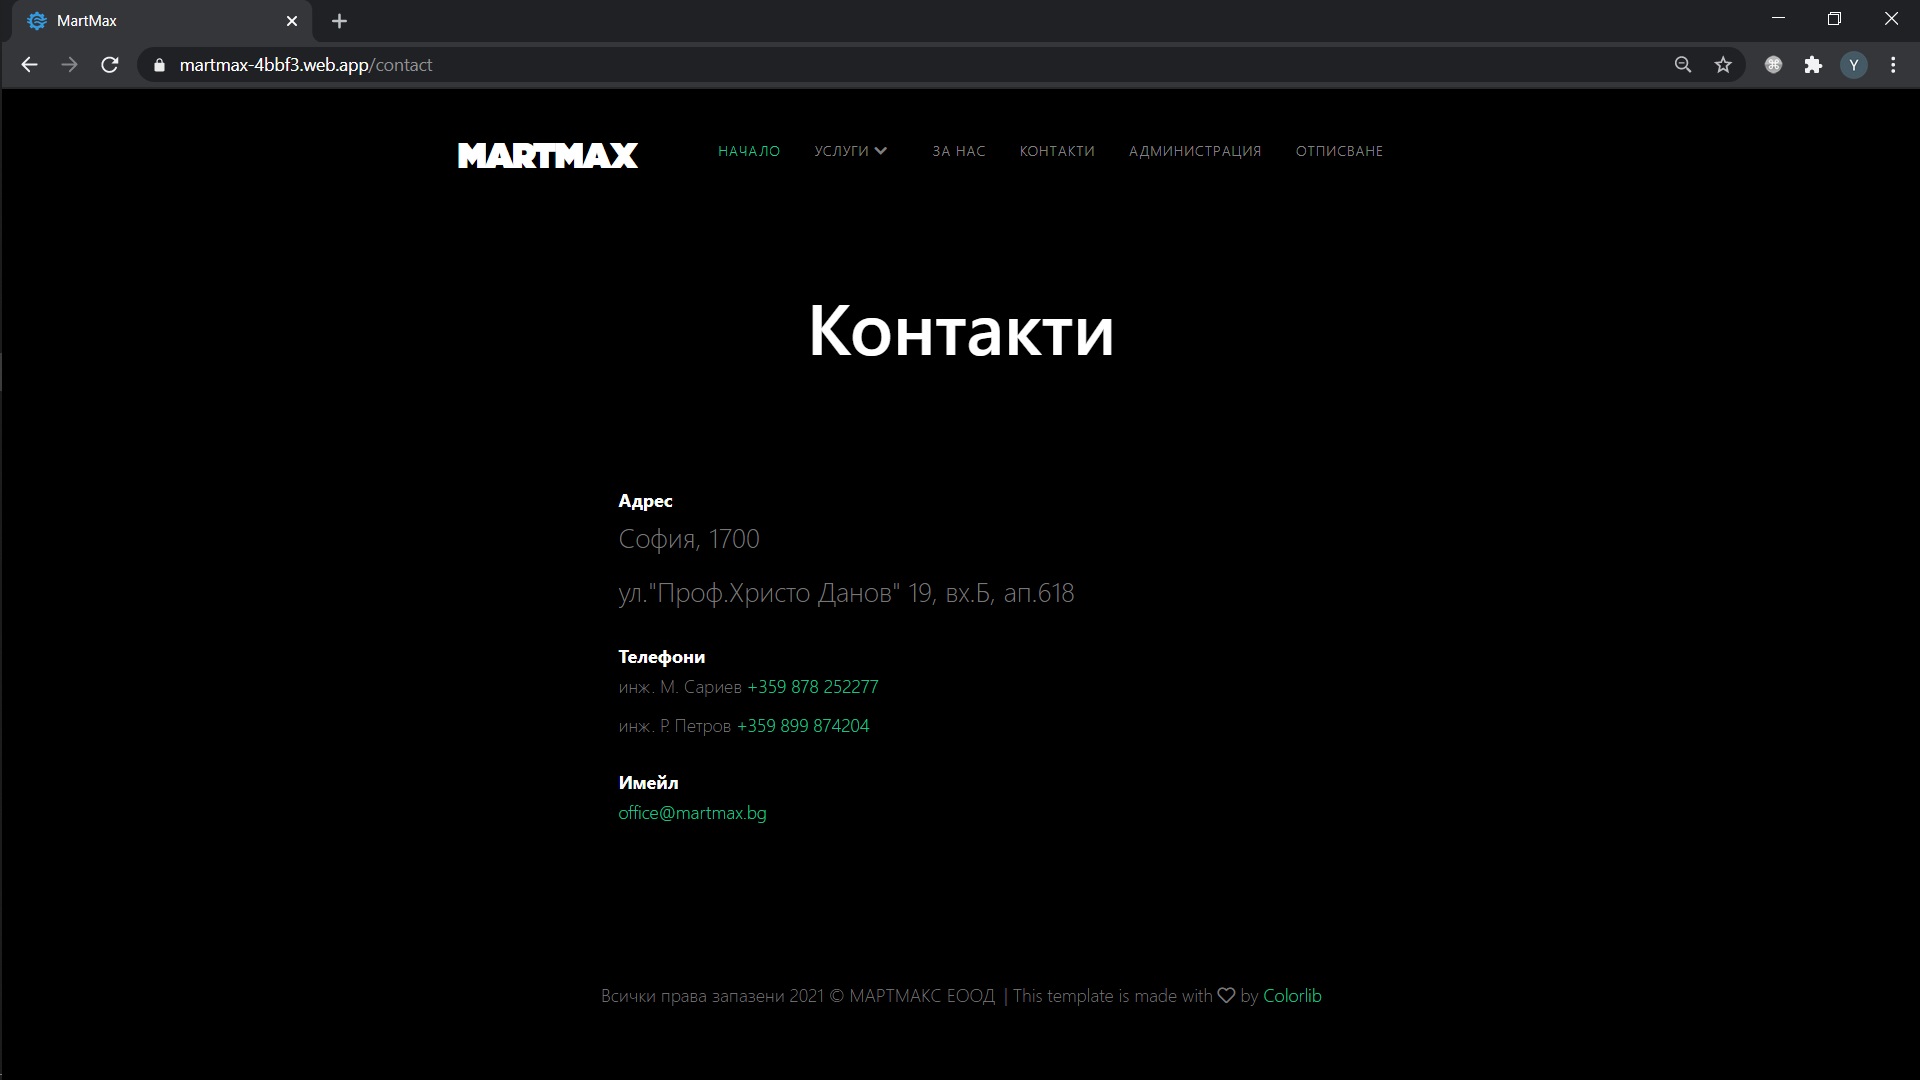 MartMax
martmax-4bbf3.web.app/contact
Y
MARTMAX
НАЧАЛО
УСЛУГИ
ЗА НАС
КОНТАКТИ
АДМИНИСТРАЦИЯ
ОТПИСВАНЕ
Контакти
Адрес
София, 1700
ул."Проф.Христо Данов" 19, вх.Б, ап.618
Телефони
инж. М. Сариев +359 878 252277
инж. Р. Петров +359 899 874204
Имейл
office@martmax.bg
Всички права запазени 2021 © МАРТМАКС ЕООД | This template is made with ♡ by Colorlib